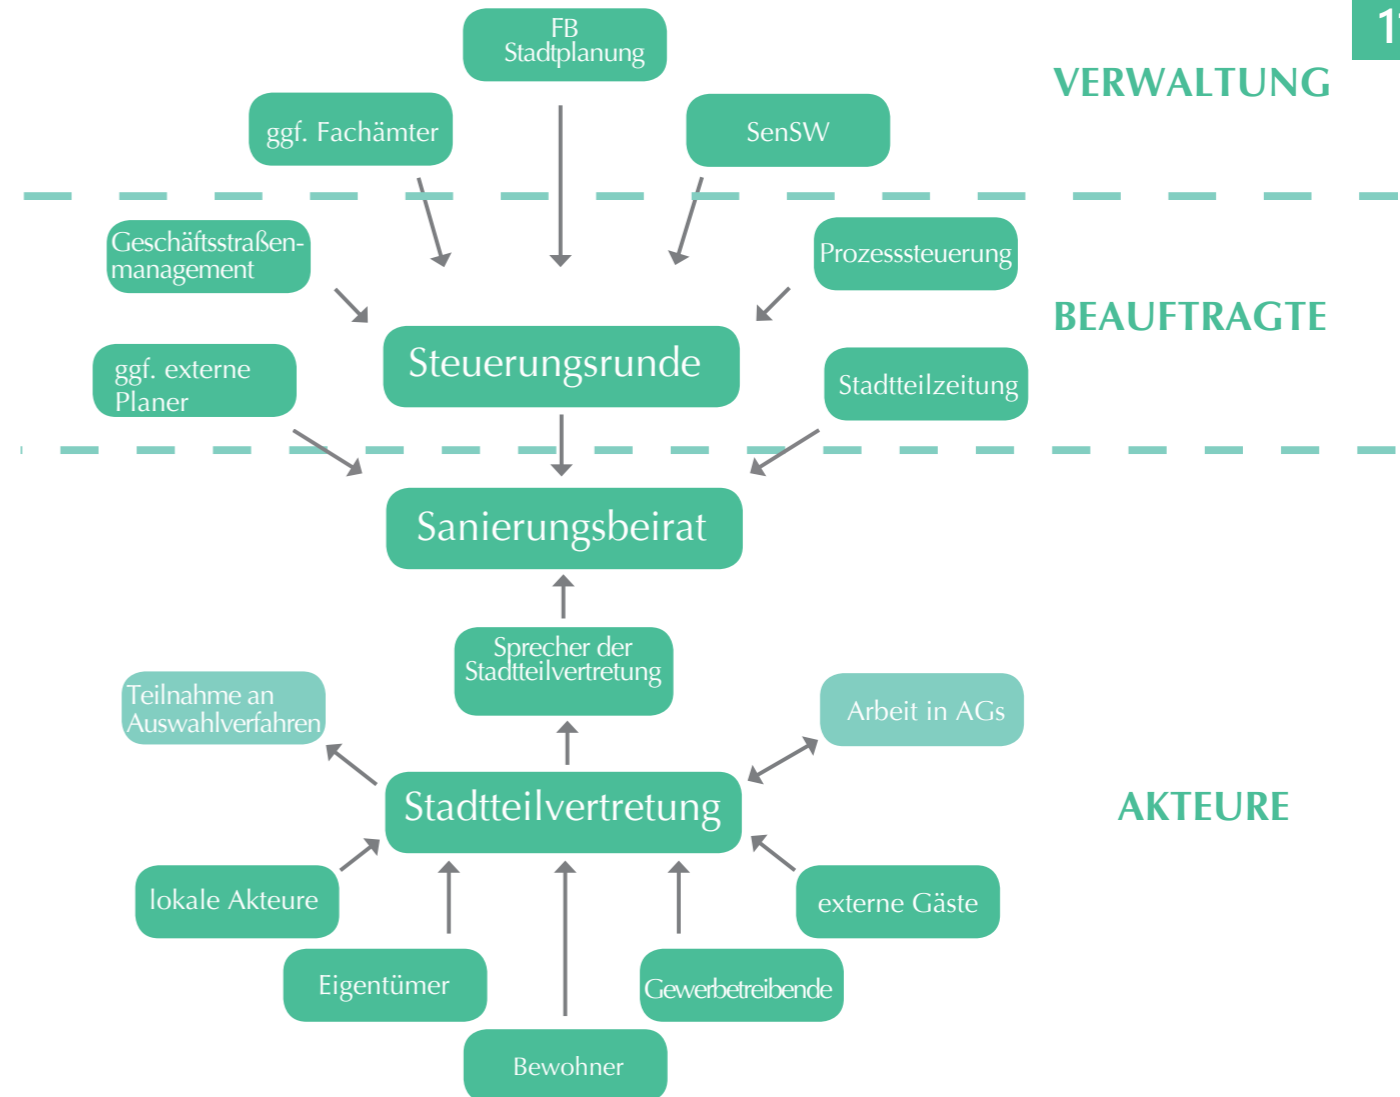 FB
Stadtplanung
VERWALTUNG
ggf. Fachämter
SenSW
Geschäftsstraßen-
management
Prozesssteuerung
BEAUFTRAGTE
Steuerungsrunde
ggf. externe
Planer
Stadtteilzeitung
Sanierungsbeirat
Sprecher der
Stadtteilvertretung
Teilnahme an
Auswahlverfahren
Arbeit in AGs
Stadtteilvertretung
AKTEURE
lokale Akteure
externe Gäste
Eigentümer
Gewerbetreibende
Bewohner